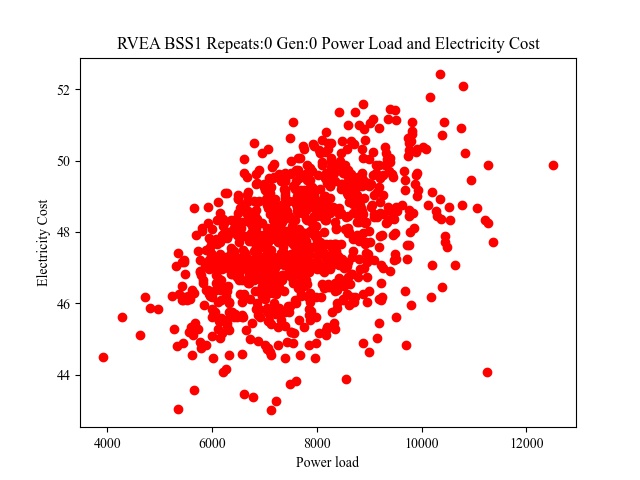 RVEA BSS1 Repeats:0 Gen:0 Power Load and Electricity Cost
52
50
48
46
44
Electricity Cost
4000 6000 8000 10000 12000
Power load